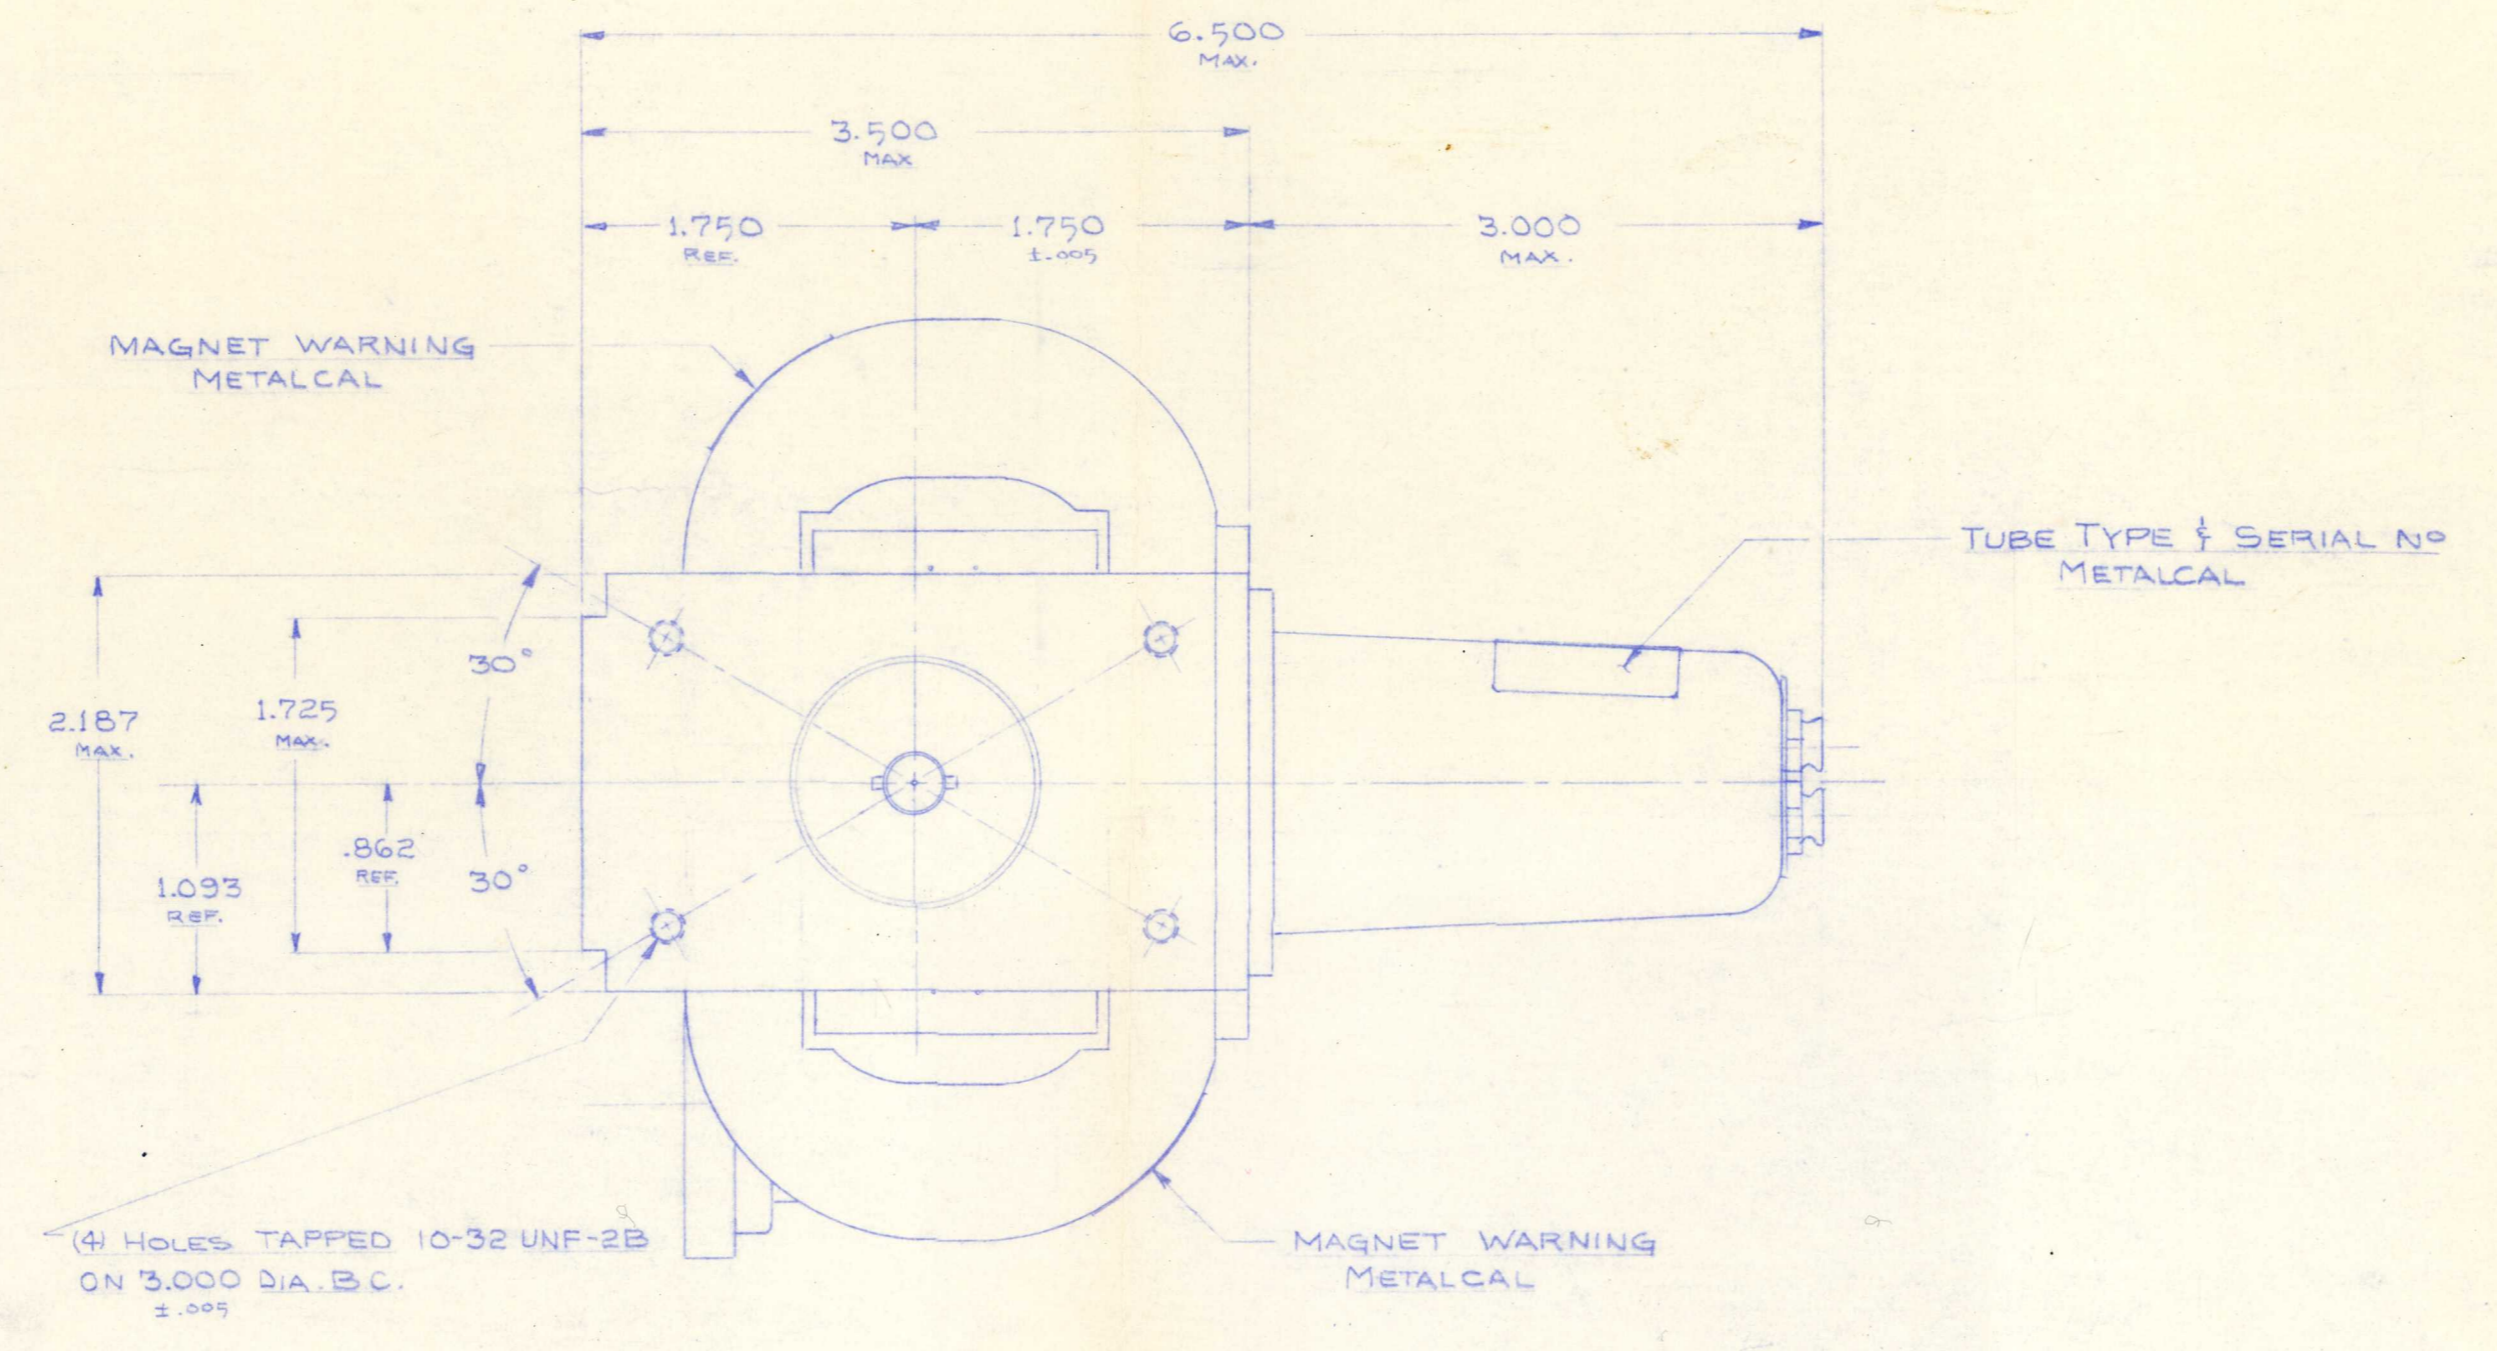 6.500
MAX.
3.500
MAX
1.750
REF.
1.750
±.005
3.000
MAX.
MAGNET WARNING
METALCAL
TUBE TYPE & SERIAL Nº
METALCAL
30°
2.187
MAX.
1.725
MAX.
.862
REF.
1.093
REF.
30°
(4) HOLES TAPPED 10-32 UNF-2B
ON 3.000 DIA. B.C.
±.005
MAGNET WARNING
METALCAL